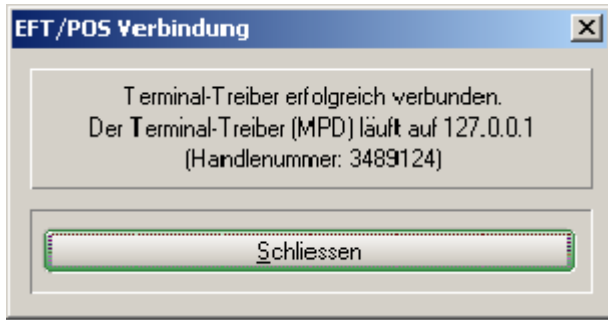 EFT/POS Verbindung
Terminal-Treiber erfolgreich verbunden.
Der Terminal-Treiber (MPD) läuft auf 127.0.0.1
(Handlenummer: 3489124)
Schliessen